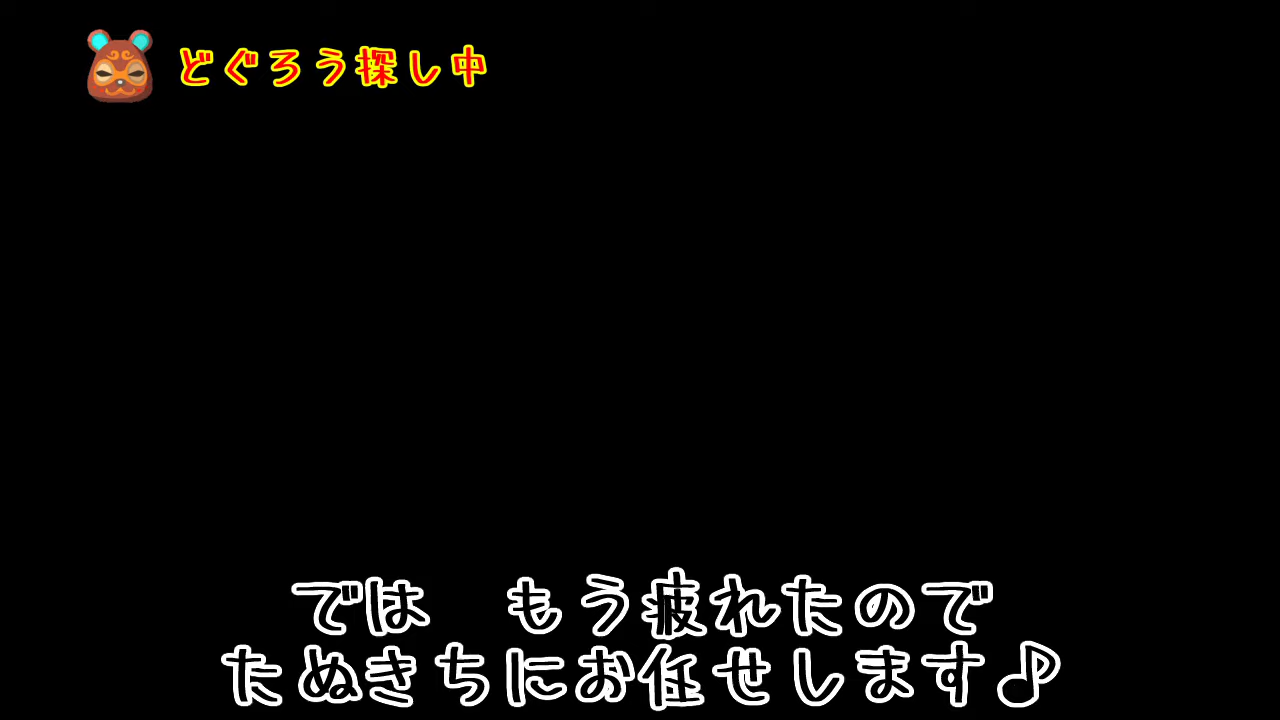 どぐろう探し中
では　もう疲れたので
たぬきちにお任せします♪